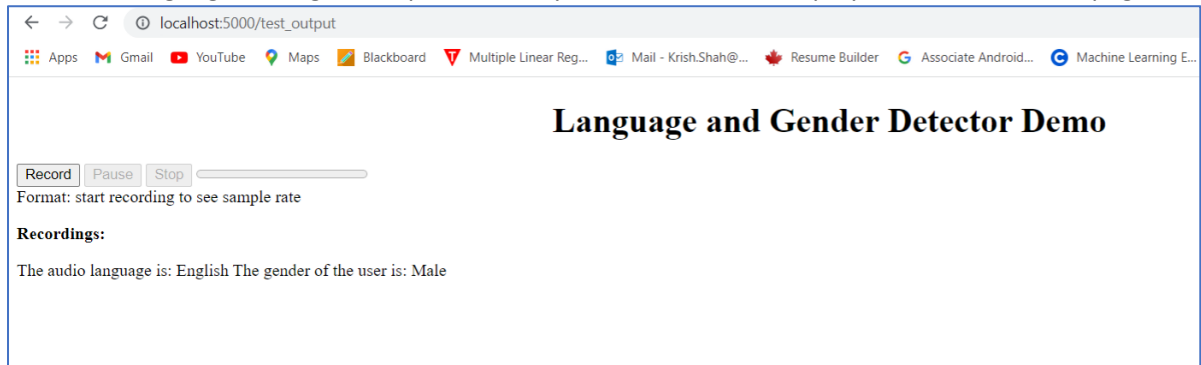 localhost:5000/test_output
Apps Gmail YouTube Maps Blackboard Multiple Linear Reg... Mail - Krish.Shah@... Resume Builder Associate Android... Machine Learning E...
Language and Gender Detector Demo
Record Pause Stop
Format: start recording to see sample rate
Recordings:
The audio language is: English The gender of the user is: Male